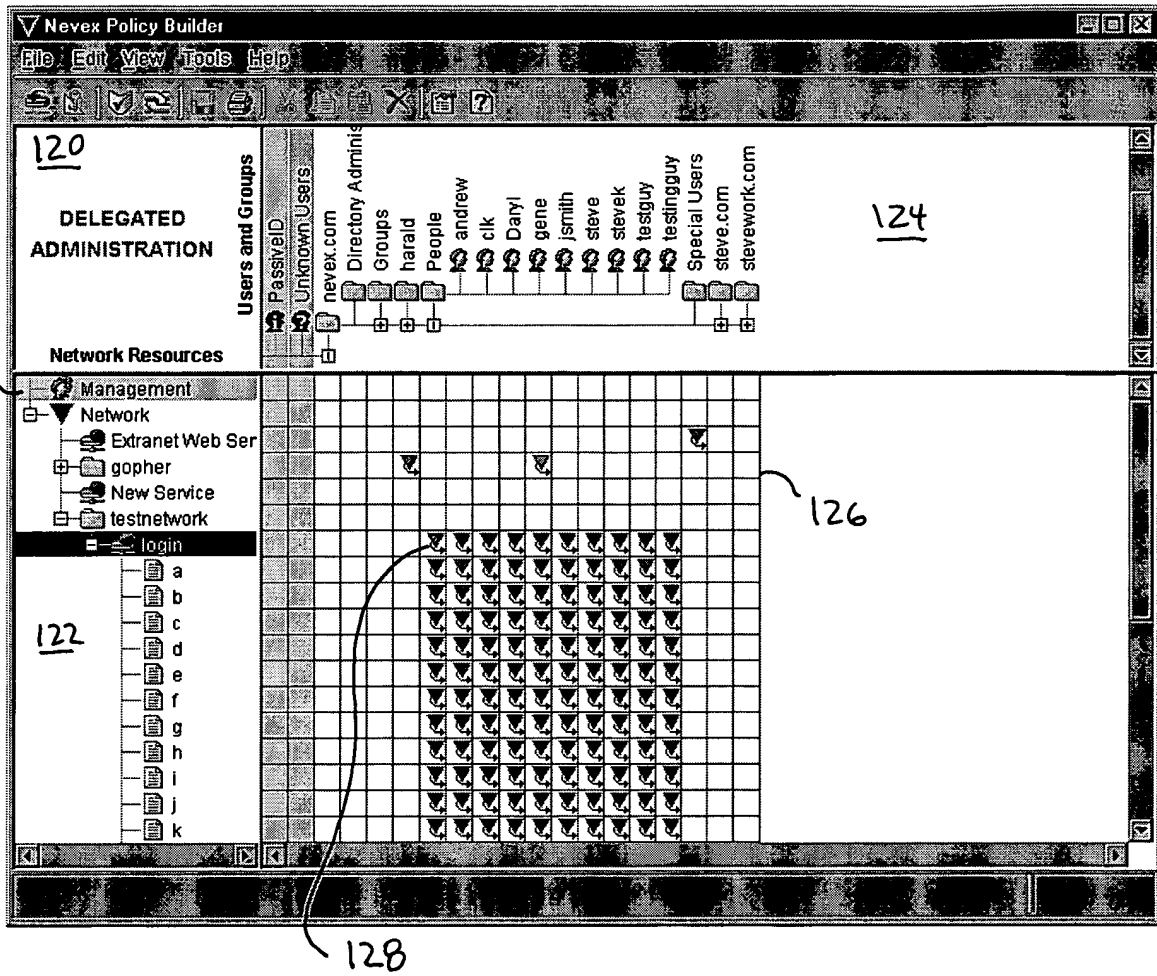 Nevex Policy Builder
File Edit View Tools Help
120
DELEGATED
ADMINISTRATION
Users and Groups
Network Resources
PassiveID
Unknown Users
nevex.com
Directory Adminis
Groups
harald
People
andrew
clk
Daryl
gene
jsmith
steve
stevek
testguy
testingguy
Special Users
steve.com
stevework.com
124
Management
Network
Extranet Web Ser
gopher
New Service
testnetwork
login
a
b
c
d
e
f
g
h
i
j
k
122
126
128